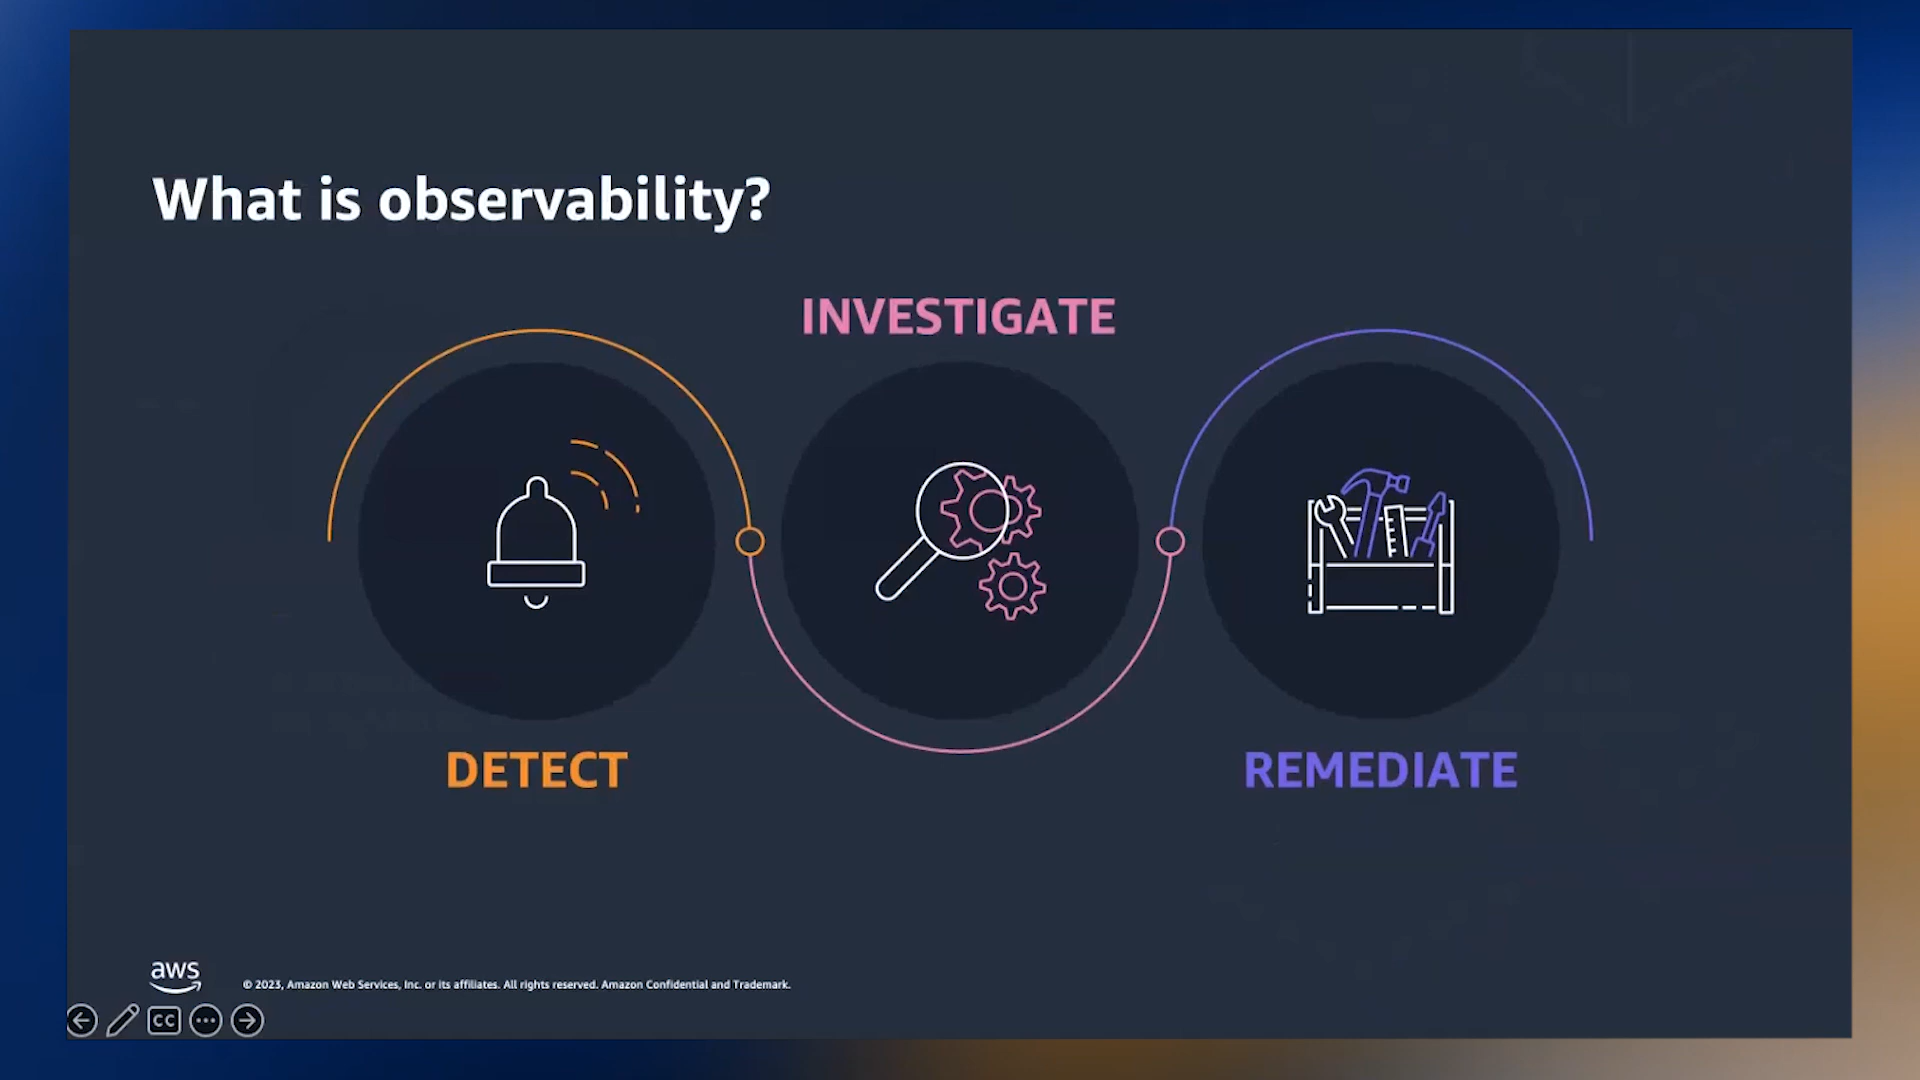 What is observability?
INVESTIGATE
DETECT
REMEDIATE
aws
© 2023, Amazon Web Services, Inc. or its affiliates. All rights reserved. Amazon Confidential and Trademark.
CC